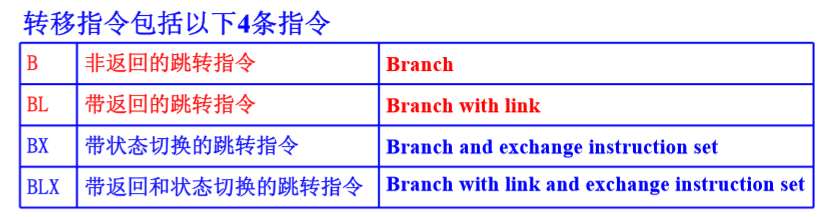 转移指令包括以下4条指令
B 非返回的跳转指令 Branch
BL 带返回的跳转指令 Branch with link
BX 带状态切换的跳转指令 Branch and exchange instruction set
BLX 带返回和状态切换的跳转指令 Branch with link and exchange instruction set